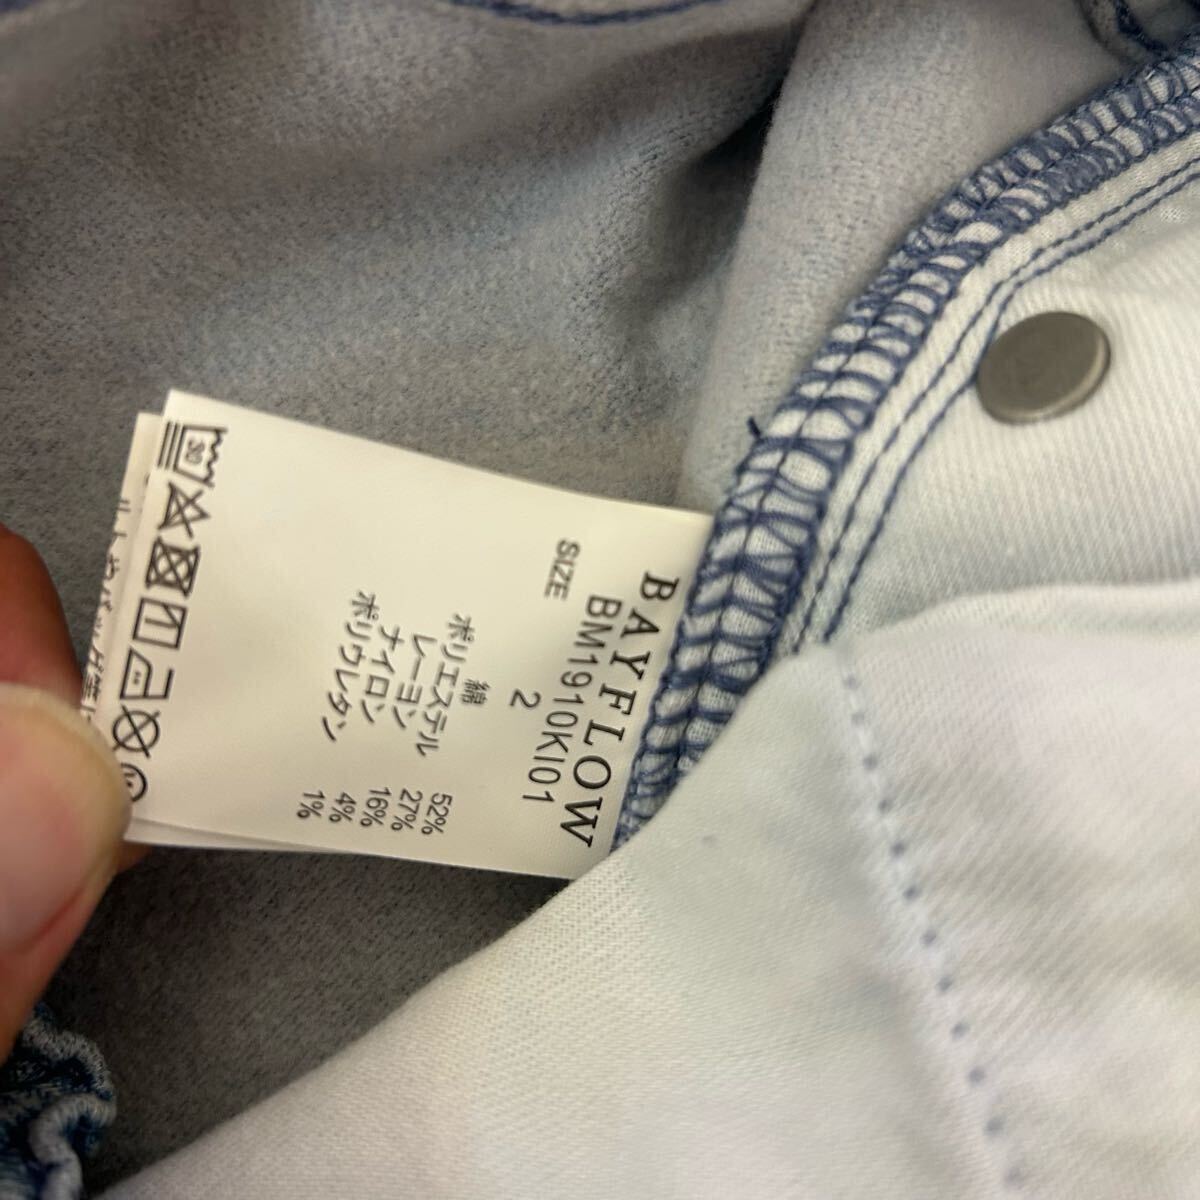 BAYFLOW
BM1910KI01
SIZE 2
綿 52%
ポリエステル 27%
レーヨン 16%
ナイロン 4%
ポリウレタン 1%
30